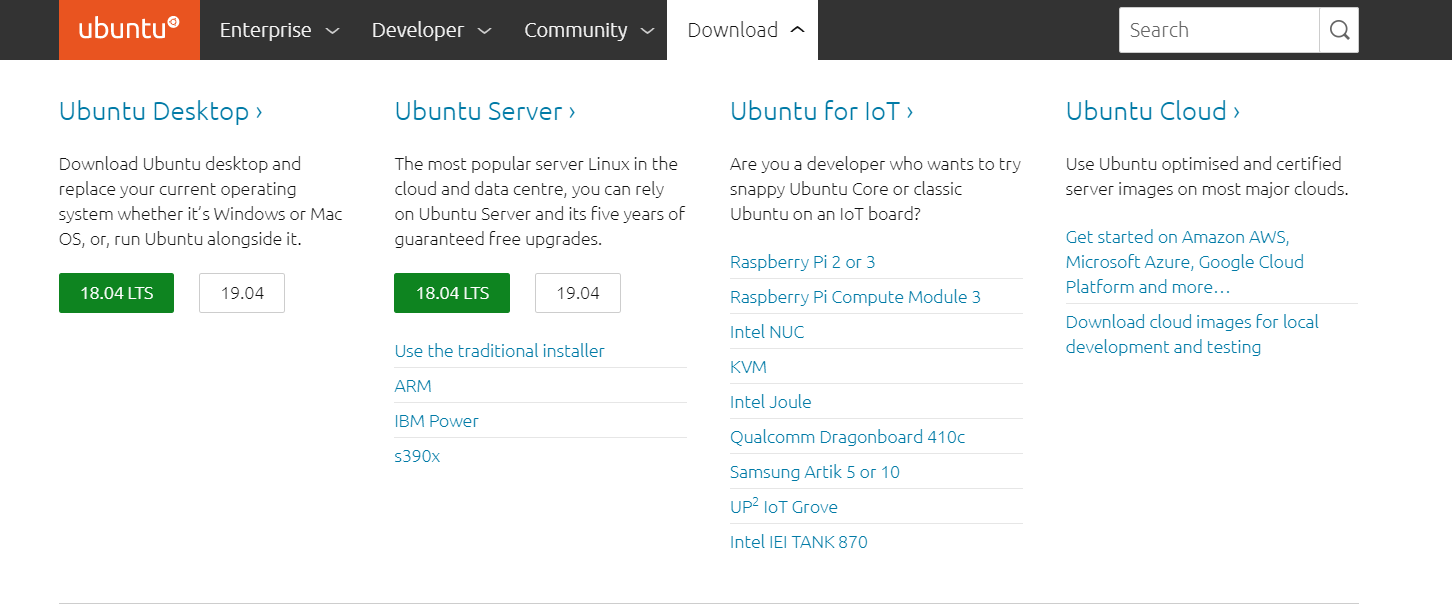 ubuntu Enterprise Developer Community Download Search
Ubuntu Desktop ›
Download Ubuntu desktop and
replace your current operating
system whether it's Windows or Mac
OS, or, run Ubuntu alongside it.
18.04 LTS 19.04
Ubuntu Server ›
The most popular server Linux in the
cloud and data centre, you can rely
on Ubuntu Server and its five years of
guaranteed free upgrades.
18.04 LTS 19.04
Use the traditional installer
ARM
IBM Power
s390x
Ubuntu for IoT ›
Are you a developer who wants to try
snappy Ubuntu Core or classic
Ubuntu on an IoT board?
Raspberry Pi 2 or 3
Raspberry Pi Compute Module 3
Intel NUC
KVM
Intel Joule
Qualcomm Dragonboard 410c
Samsung Artik 5 or 10
UP² IoT Grove
Intel IEI TANK 870
Ubuntu Cloud ›
Use Ubuntu optimised and certified
server images on most major clouds.
Get started on Amazon AWS,
Microsoft Azure, Google Cloud
Platform and more…
Download cloud images for local
development and testing